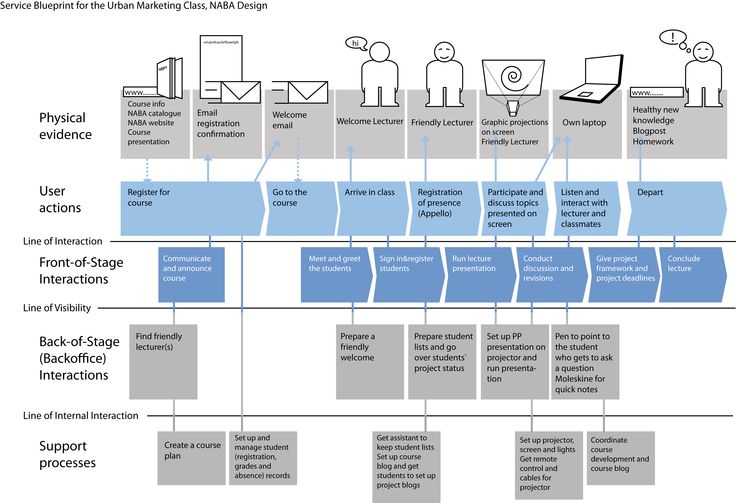 Service Blueprint for the Urban Marketing Class, NABA Design
hi
!
www.......
www.......
Physical
evidence
Course info
NABA catalogue
NABA website
Course
presentation
Email
registration
confirmation
Welcome
email
Welcome Lecturer
Friendly Lecturer
Graphic projections
on screen
Friendly Lecturer
Own laptop
Healthy new
knowledge
Blogpost
Homework
User
actions
Register for
course
Go to the
course
Arrive in class
Registration
of presence
(Appello)
Participate and
discuss topics
presented on
screen
Listen and
interact with
lecturer and
classmates
Depart
Line of Interaction
Front-of-Stage
Interactions
Communicate
and announce
course
Meet and greet
the students
Sign in&register
students
Run lecture
presentation
Conduct
discussion and
revisions
Give project
framework and
project deadlines
Conclude
lecture
Line of Visibility
Back-of-Stage
(Backoffice)
Interactions
Find friendly
lecturer(s)
Prepare a
friendly
welcome
Prepare student
lists and go
over students'
project status
Set up PP
presentation on
projector and
run presenta-
tion
Pen to point to
the student
who gets to ask
a question
Moleskine for
quick notes
Line of Internal Interaction
Support
processes
Create a course
plan
Set up and
manage student
(registration,
grades and
absence) records
Get assistant to
keep student lists
Set up course
blog and get
students to set up
project blogs
Set up projector,
screen and lights
Get remote
control and
cables for
projector
Coordinate
course
development and
course blog